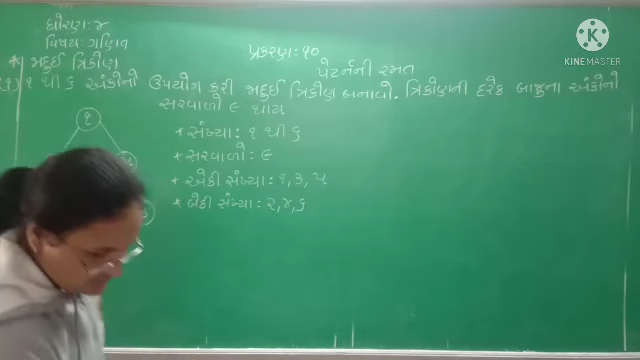 ધોરણ: ૪
વિષય: ગણિત
પ્રકરણ: ૧૦
પેટર્નની રમત
* જાદુઈ ત્રિકોણ
(૧) ૧ થી ૬ અંકોનો ઉપયોગ કરી જાદુઈ ત્રિકોણ બનાવો. ત્રિકોણની દરેક બાજુના અંકોનો
સરવાળો ૯ થાય
૧
* સંખ્યા: ૧ થી ૬
* સરવાળો: ૯
* એકી સંખ્યા: ૧, ૩, ૫
* બેકી સંખ્યા: ૨, ૪, ૬
KINEMASTER